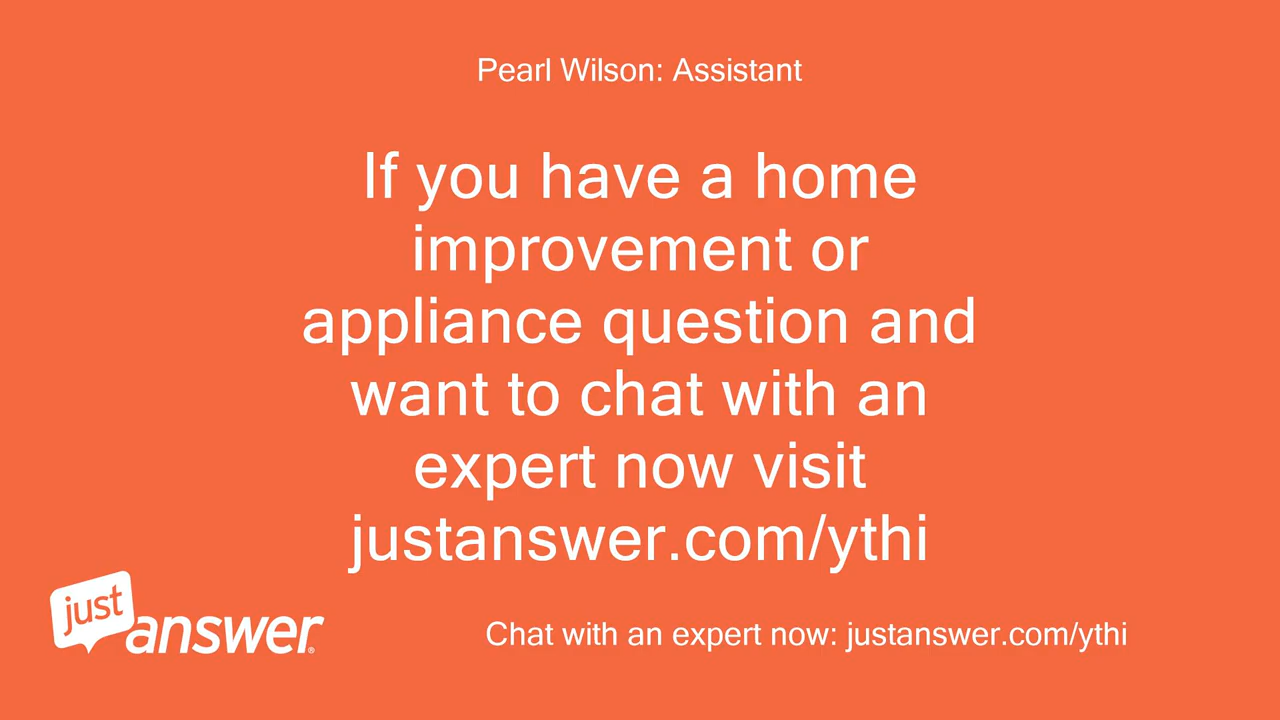 Pearl Wilson: Assistant
If you have a home
improvement or
appliance question and
want to chat with an
expert now visit
justanswer.com/ythi
just
answer®
Chat with an expert now: justanswer.com/ythi